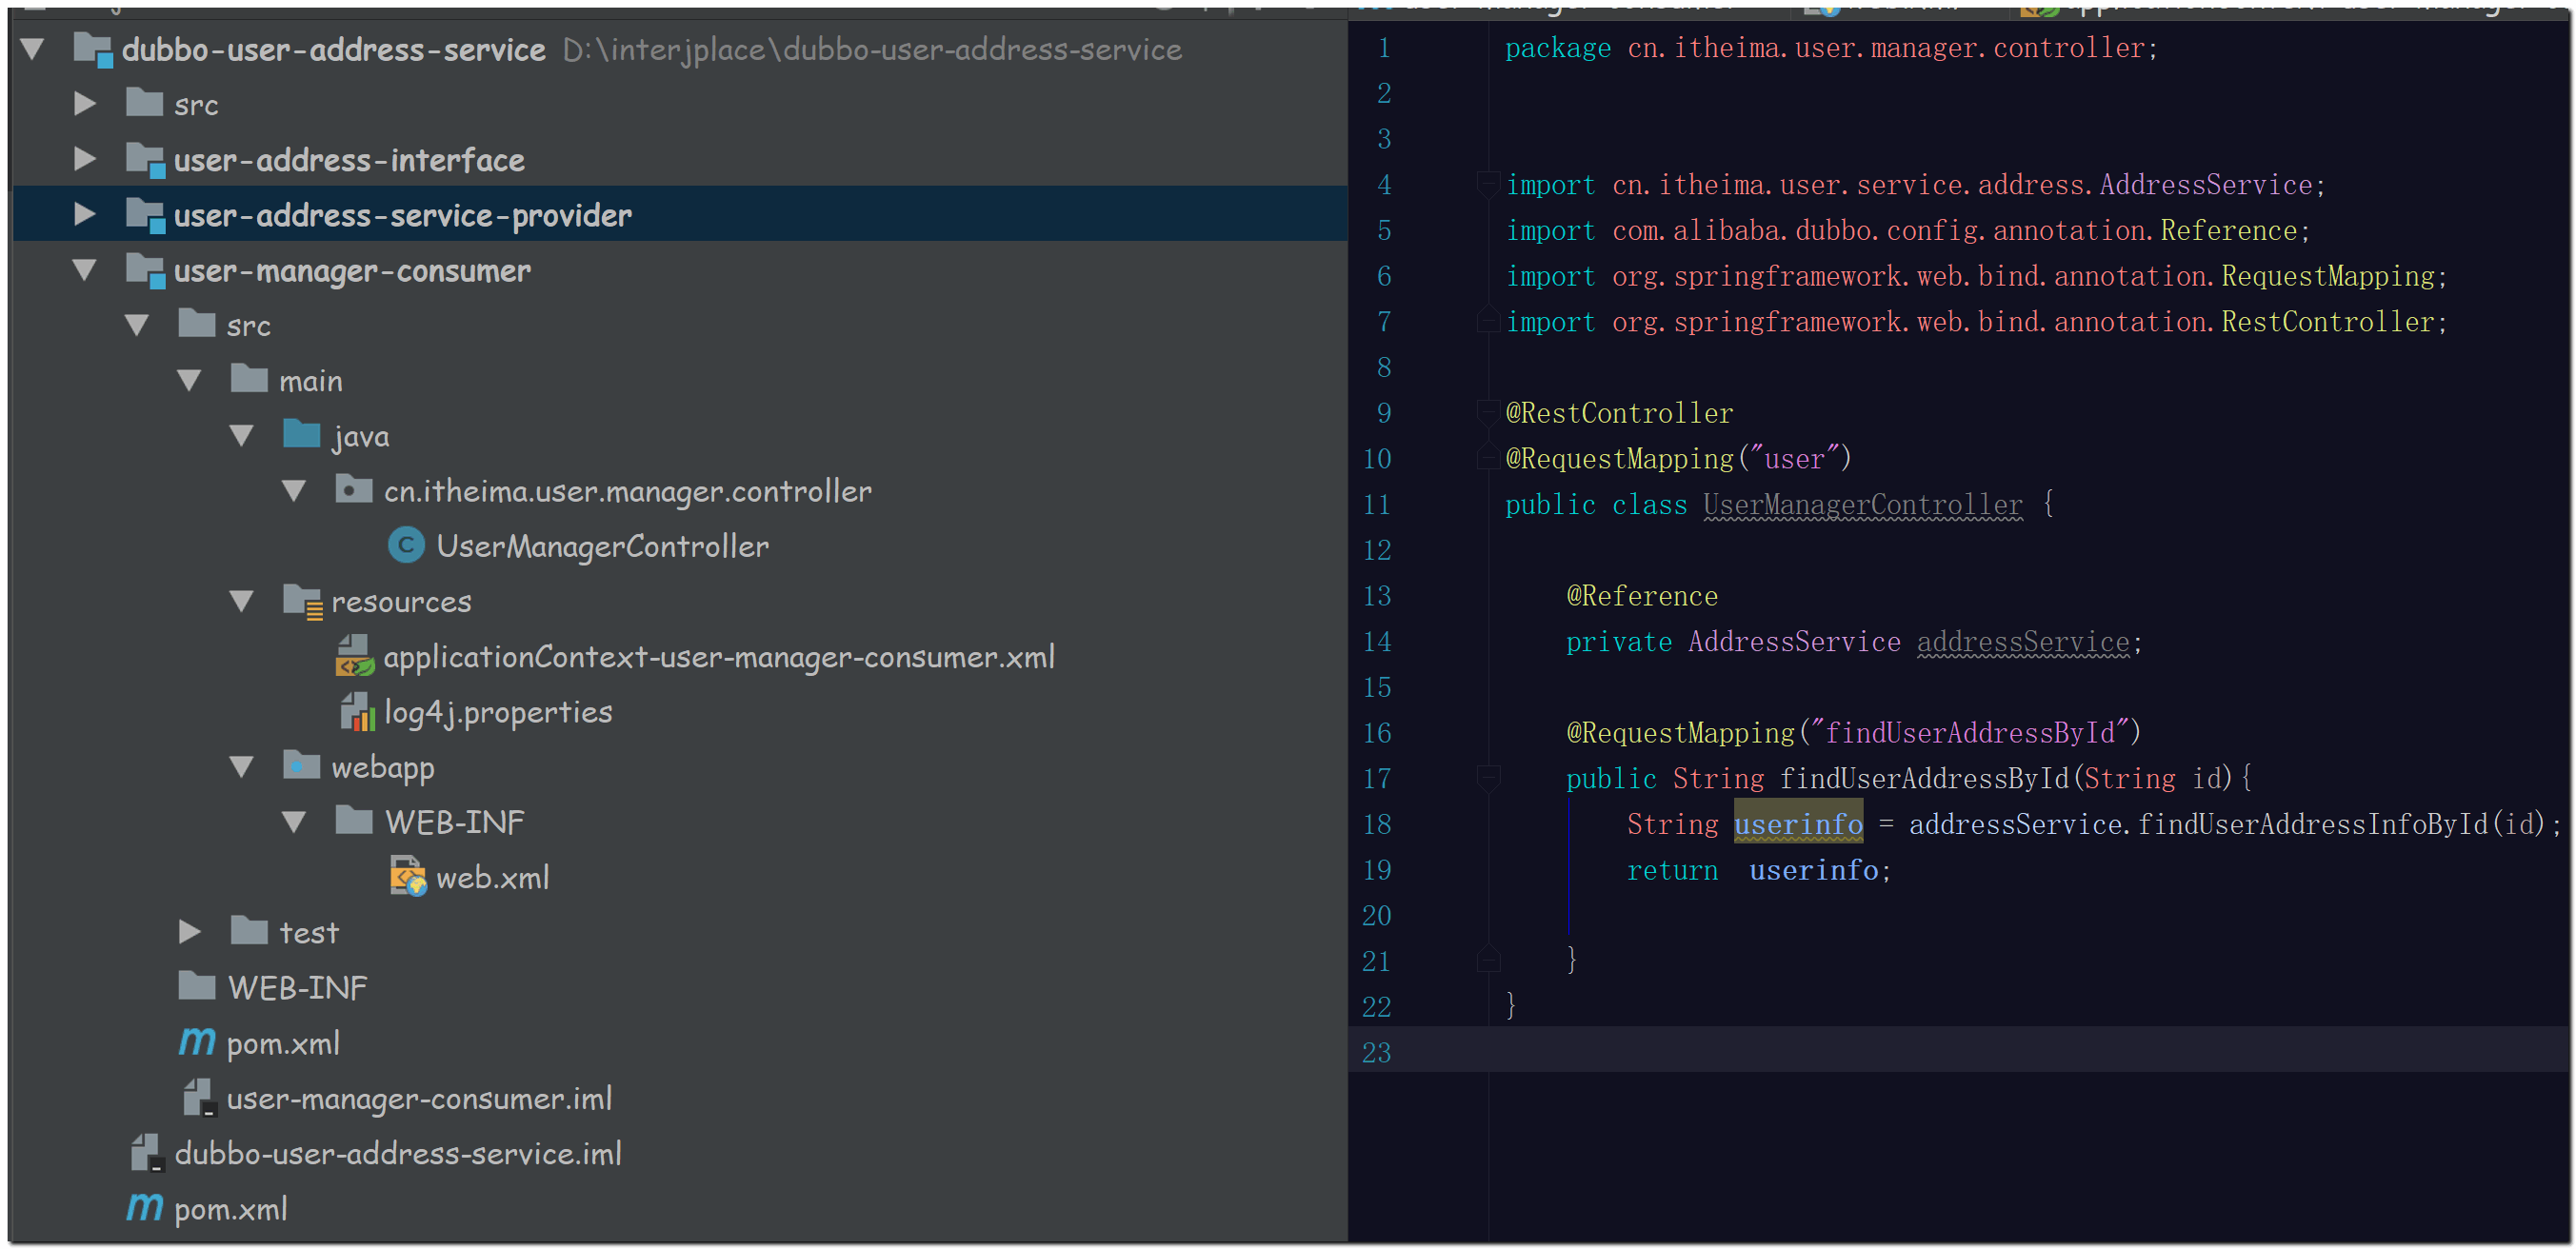 dubbo-user-address-service D:\interjplace\dubbo-user-address-service
src
user-address-interface
user-address-service-provider
user-manager-consumer
src
main
java
cn.itheima.user.manager.controller
UserManagerController
resources
applicationContext-user-manager-consumer.xml
log4j.properties
webapp
WEB-INF
web.xml
test
WEB-INF
pom.xml
user-manager-consumer.iml
dubbo-user-address-service.iml
pom.xml
1 package cn.itheima.user.manager.controller;
2
3
4 import cn.itheima.user.service.address.AddressService;
5 import com.alibaba.dubbo.config.annotation.Reference;
6 import org.springframework.web.bind.annotation.RequestMapping;
7 import org.springframework.web.bind.annotation.RestController;
8
9 @RestController
10 @RequestMapping("user")
11 public class UserManagerController {
12
13 @Reference
14 private AddressService addressService;
15
16 @RequestMapping("findUserAddressById")
17 public String findUserAddressById(String id){
18 String userinfo = addressService.findUserAddressInfoById(id);
19 return userinfo;
20
21 }
22 }
23